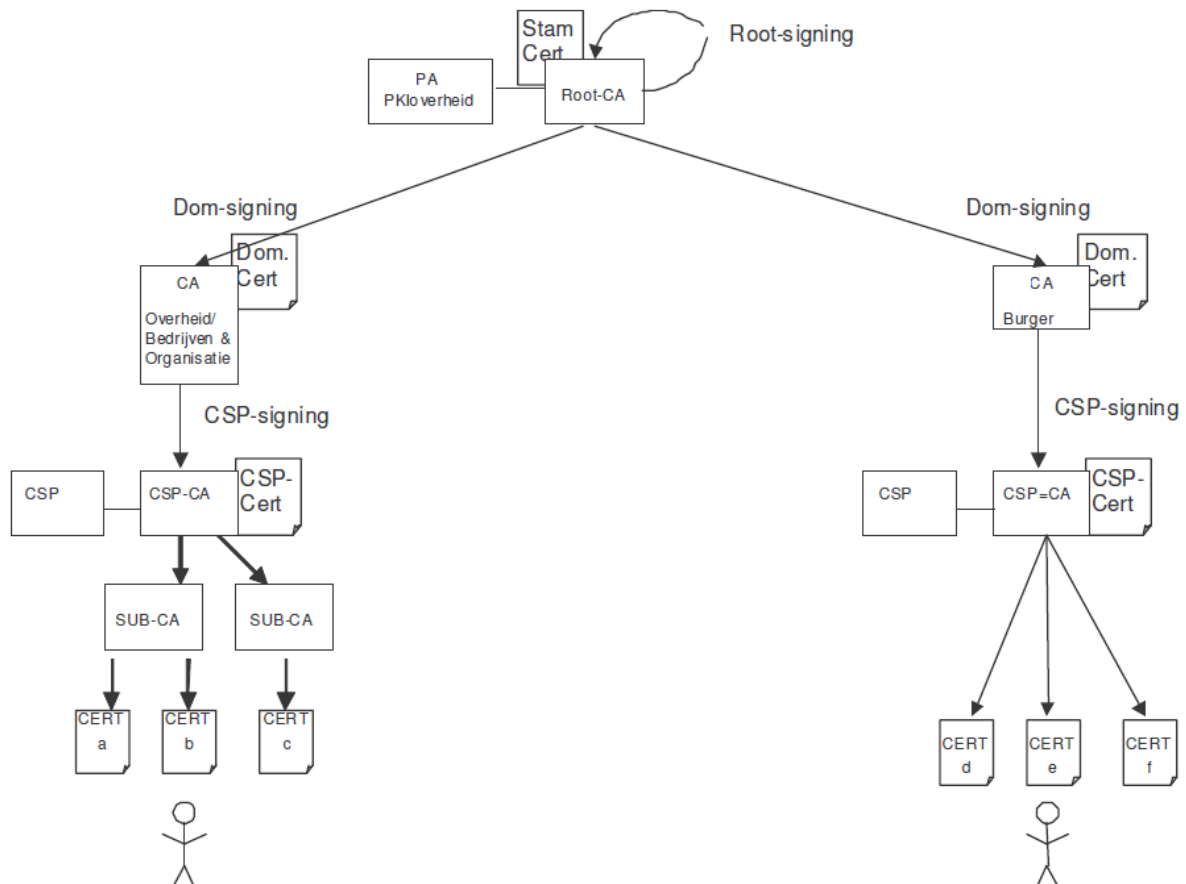 Stam
Cert
Root-signing
PA
PKIoverheid
Root-CA
Dom-signing
Dom-signing
Dom.
Cert
Dom.
Cert
CA
Overheid/
Bedrijven &
Organisatie
CA
Burger
CSP-signing
CSP-signing
CSP
CSP-CA
CSP-
Cert
CSP
CSP=CA
CSP-
Cert
SUB-CA
SUB-CA
CERT
a
CERT
b
CERT
c
CERT
d
CERT
e
CERT
f